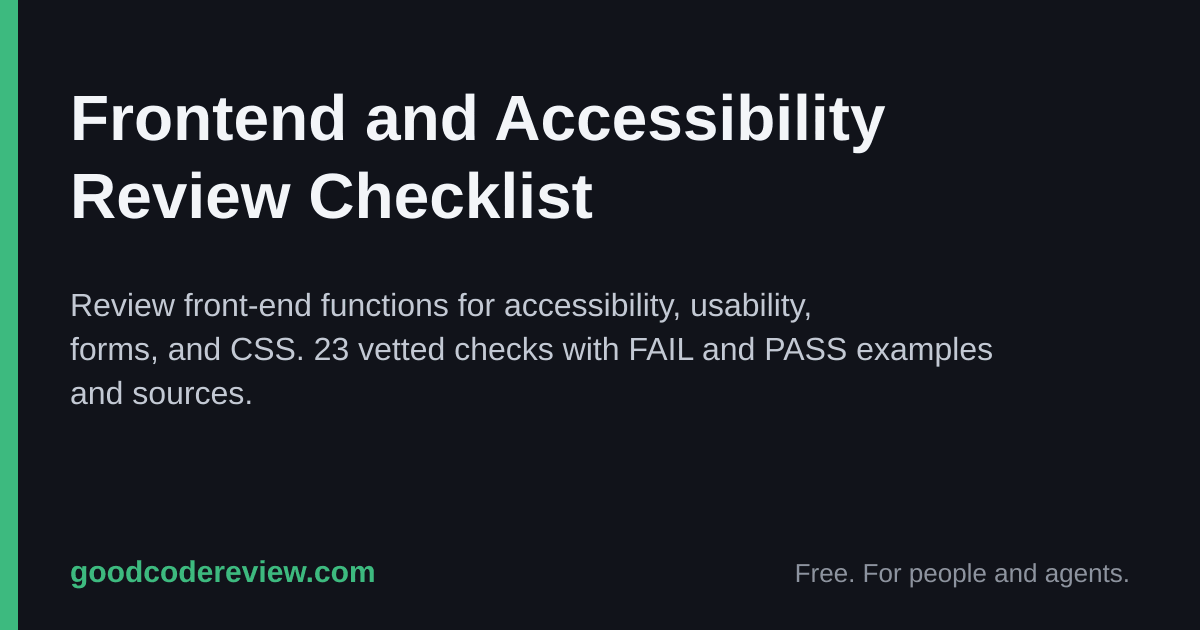 Frontend and Accessibility
Review Checklist
Review front-end functions for accessibility, usability,
forms, and CSS. 23 vetted checks with FAIL and PASS examples
and sources.
goodcodereview.com
Free. For people and agents.